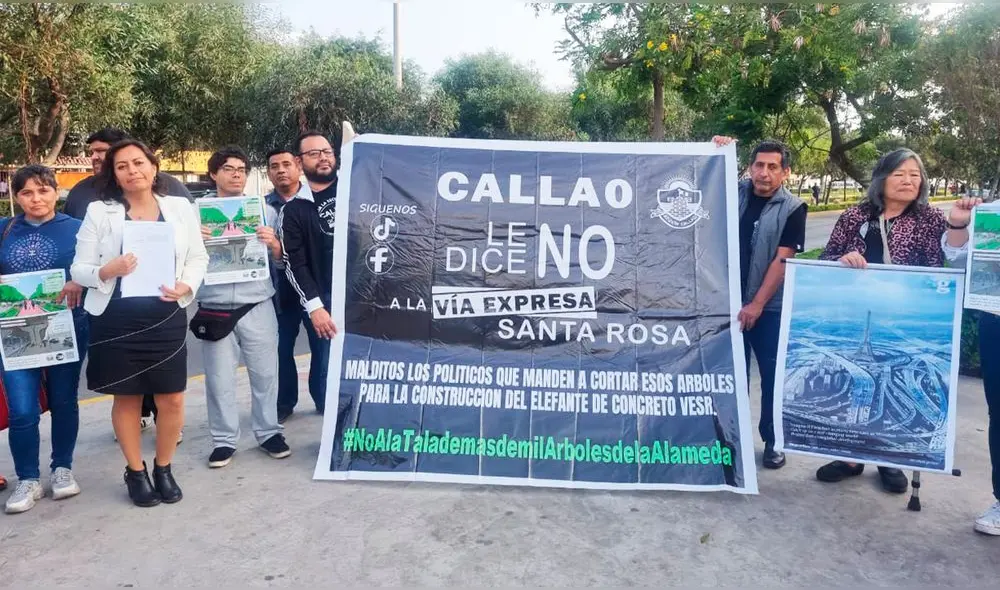 CALLAO
SIGUENOS
LE
DICE NO
A LA VÍA EXPRESA
SANTA ROSA
MALDITOS LOS POLITICOS QUE MANDEN A CORTAR ESOS ARBOLES
PARA LA CONSTRUCCION DEL ELEFANTE DE CONCRETO VESR.
#NoAlaTalademasdemilArbolesdelaAlameda
CALLAO